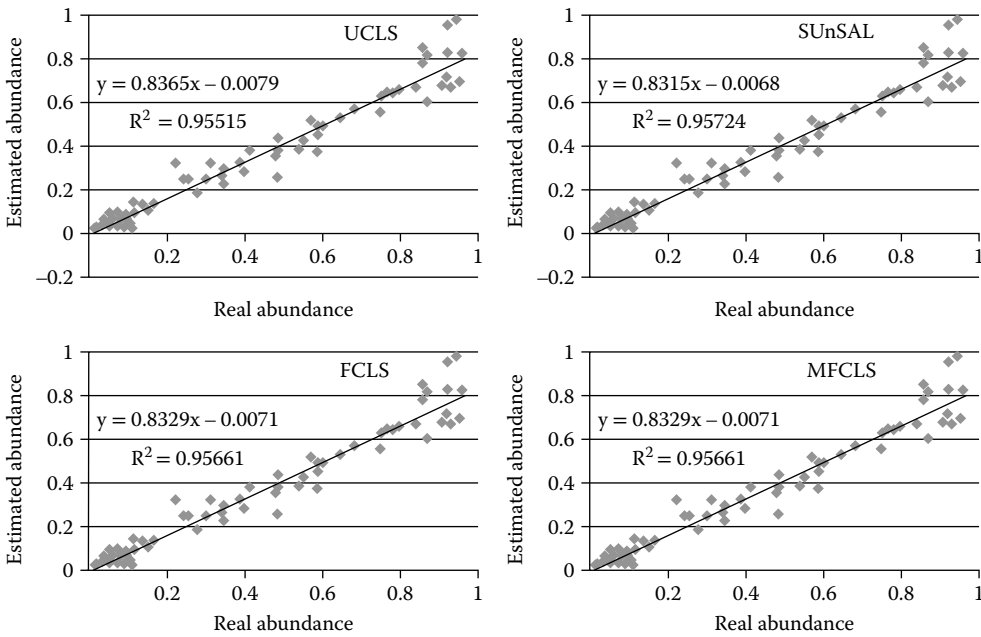 UCLS
Estimated abundance
1
0.8
0.6
0.4
0.2
0
−0.2
y = 0.8365x – 0.0079
R² = 0.95515
0.2 0.4 0.6 0.8 1
Real abundance
SUnSAL
Estimated abundance
1
0.8
0.6
0.4
0.2
0
−0.2
y = 0.8315x – 0.0068
R² = 0.95724
0.2 0.4 0.6 0.8 1
Real abundance
FCLS
Estimated abundance
1
0.8
0.6
0.4
0.2
0
y = 0.8329x – 0.0071
R² = 0.95661
0.2 0.4 0.6 0.8 1
Real abundance
MFCLS
Estimated abundance
1
0.8
0.6
0.4
0.2
0
y = 0.8329x – 0.0071
R² = 0.95661
0.2 0.4 0.6 0.8 1
Real abundance